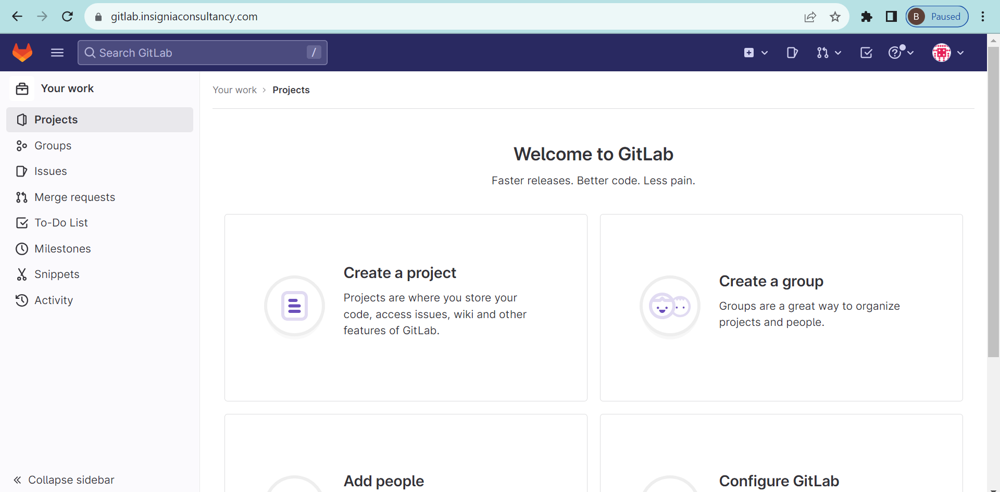 gitlab.insigniaconsultancy.com
B Paused
Search GitLab /
Your work
Projects
Groups
Issues
Merge requests
To-Do List
Milestones
Snippets
Activity
Collapse sidebar
Your work > Projects
Welcome to GitLab
Faster releases. Better code. Less pain.
Create a project
Projects are where you store your
code, access issues, wiki and other
features of GitLab.
Create a group
Groups are a great way to organize
projects and people.
Add people
Configure GitLab